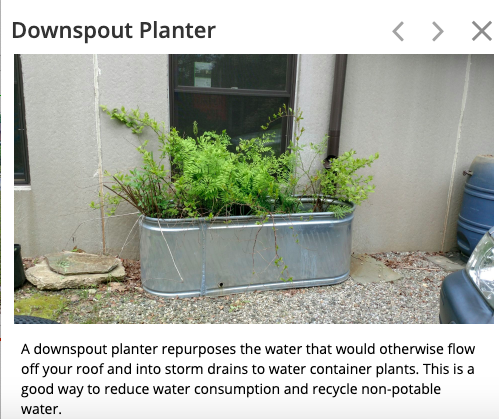 Downspout Planter
A downspout planter repurposes the water that would otherwise flow
off your roof and into storm drains to water container plants. This is a
good way to reduce water consumption and recycle non-potable
water.